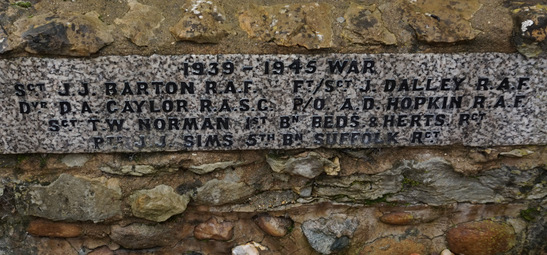 1939 - 1945 WAR
SGT J.J. BARTON R.A.F. FT/SGT J. DALLEY R.A.F.
DVR D.A. CAYLOR R.A.S.C. P/O A.D. HOPKIN R.A.F.
SGT T.W. NORMAN 1ST BN BEDS & HERTS. RGT
PTE J.J. SIMS 5TH BN SUFFOLK RGT